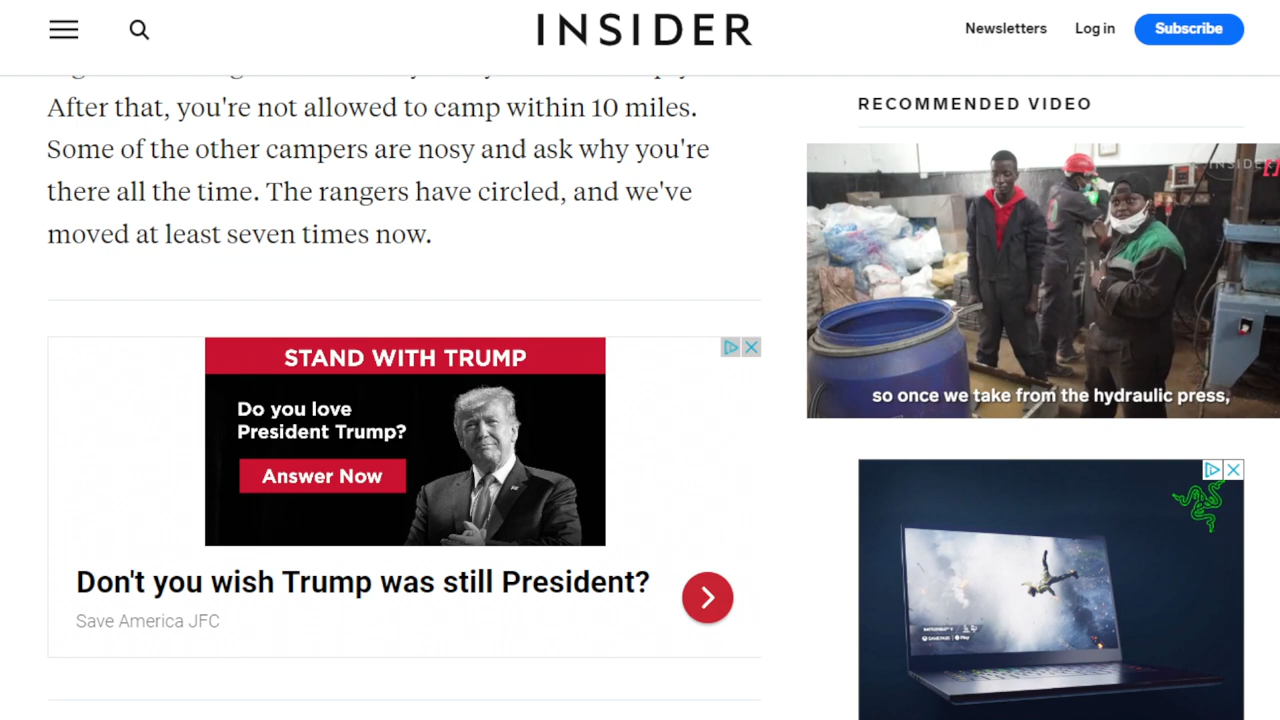 INSIDER
Newsletters
Log in
Subscribe
After that, you're not allowed to camp within 10 miles.
Some of the other campers are nosy and ask why you're
there all the time. The rangers have circled, and we've
moved at least seven times now.
STAND WITH TRUMP
Do you love
President Trump?
Answer Now
Don't you wish Trump was still President?
Save America JFC
RECOMMENDED VIDEO
INSIDER
so once we take from the hydraulic press,